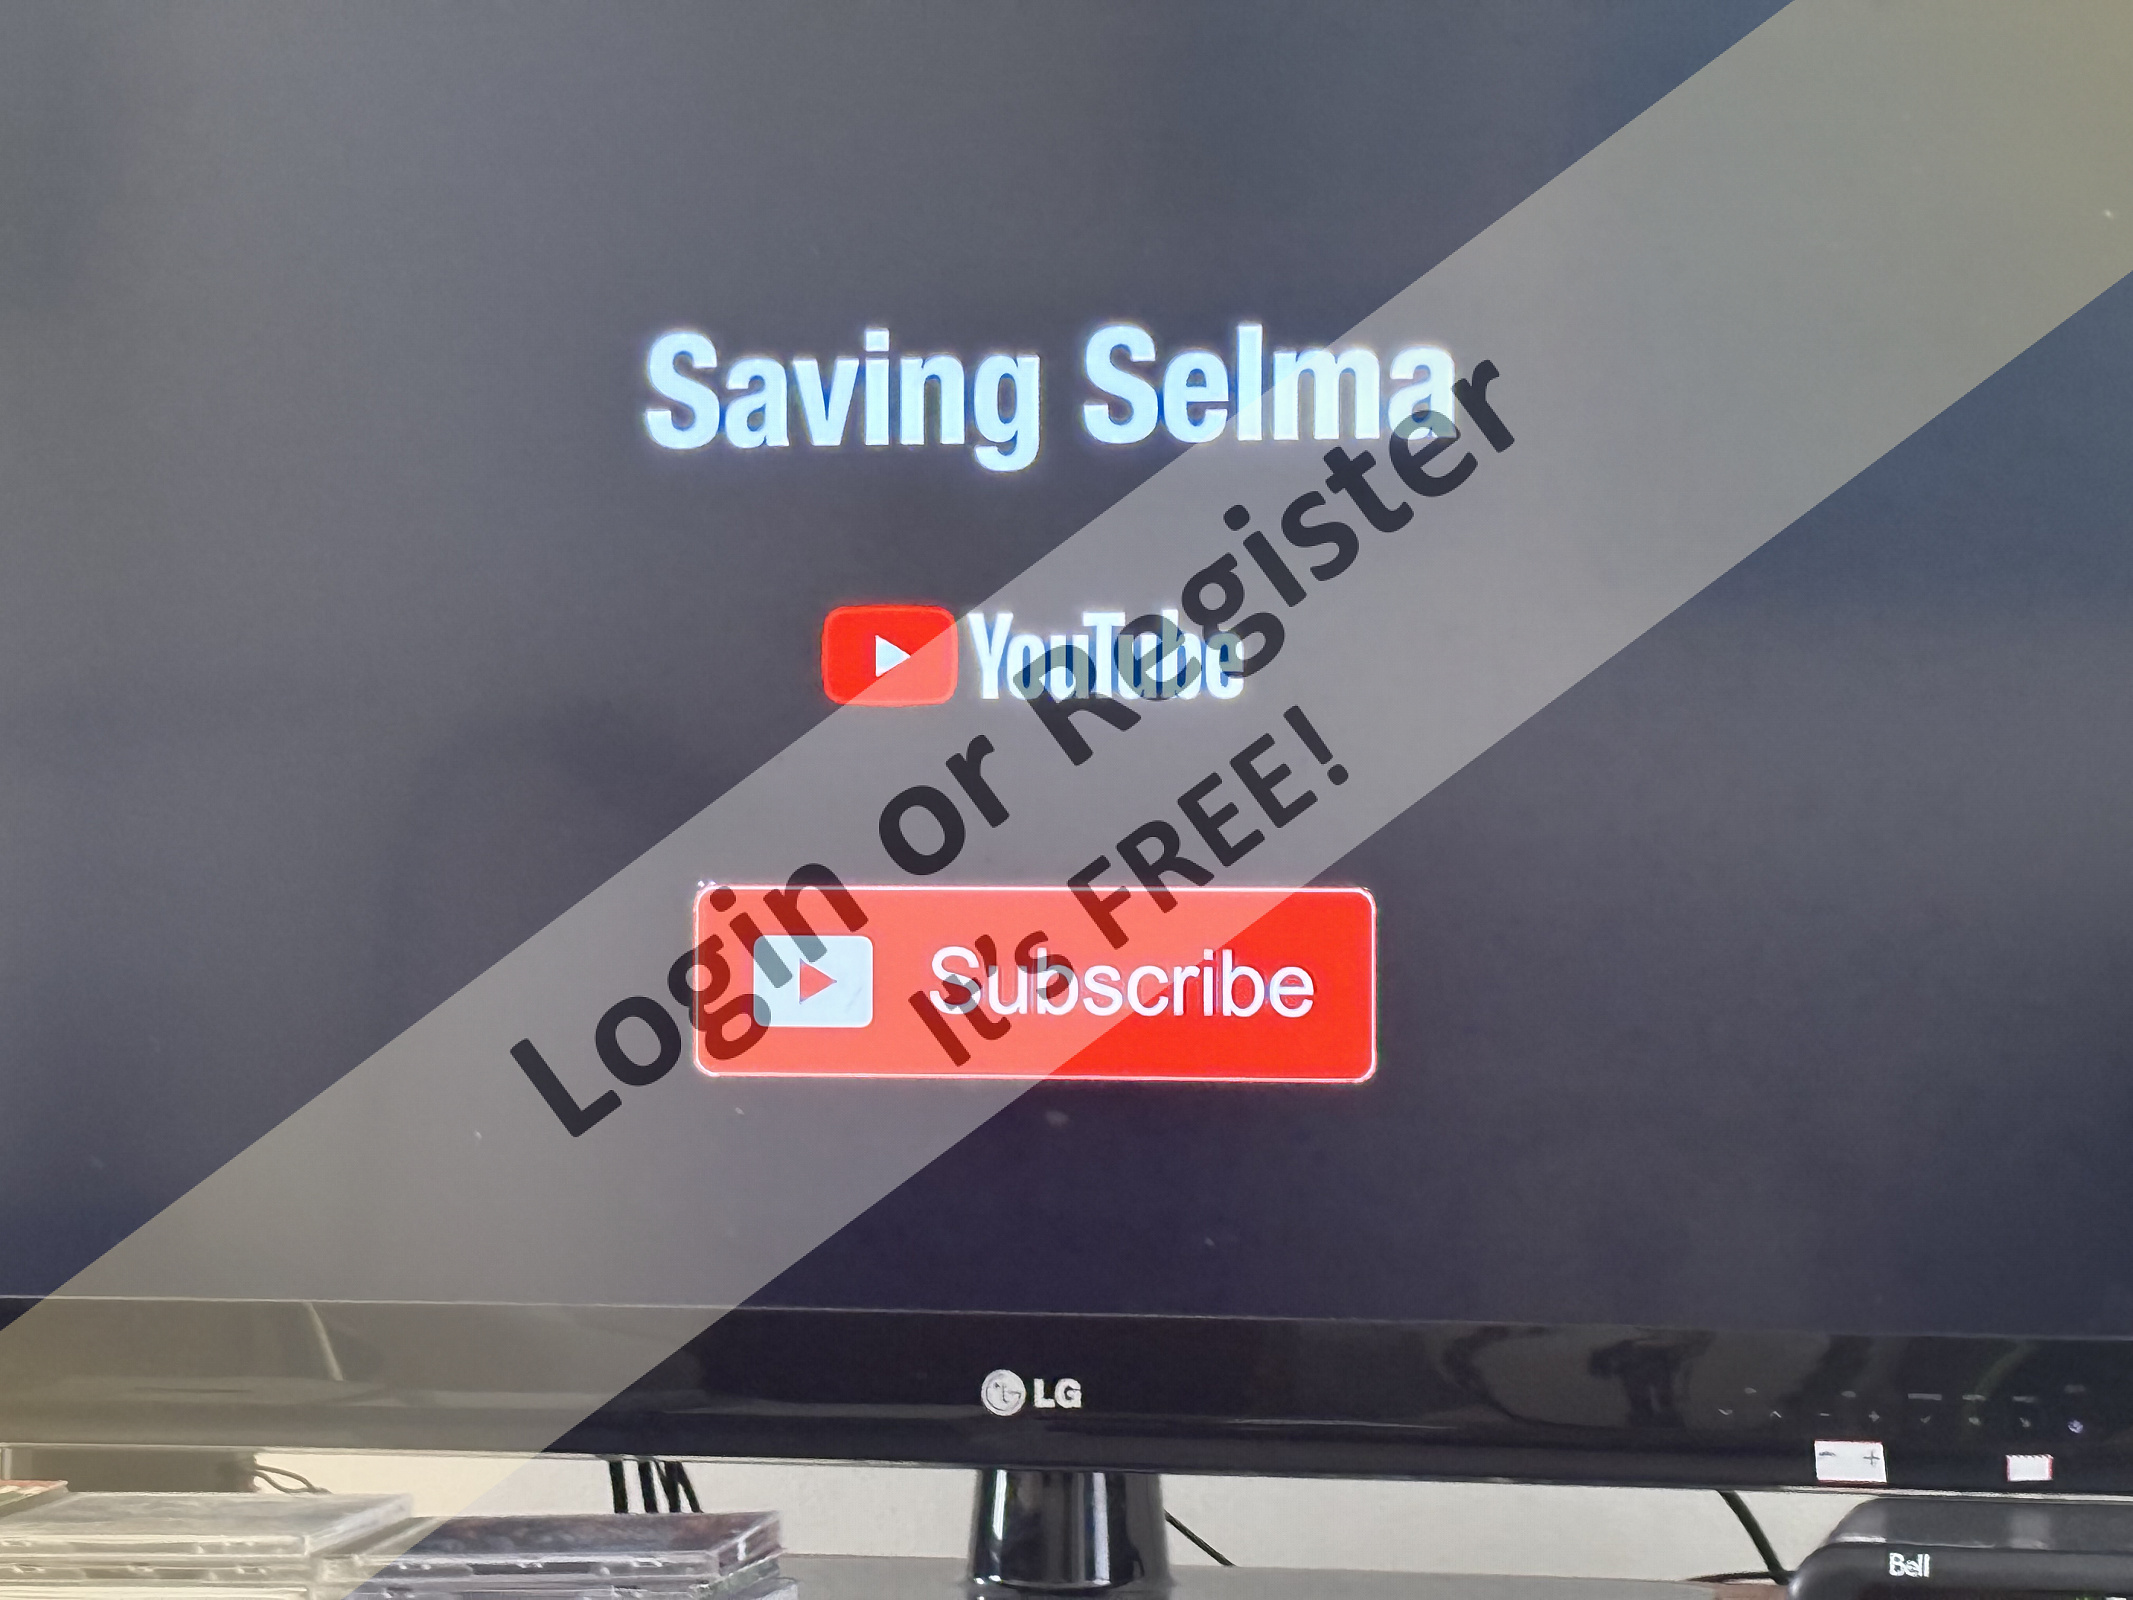 Saving Selma
YouTube
Subscribe
Login or Register
It's FREE!
LG
- +
Bell